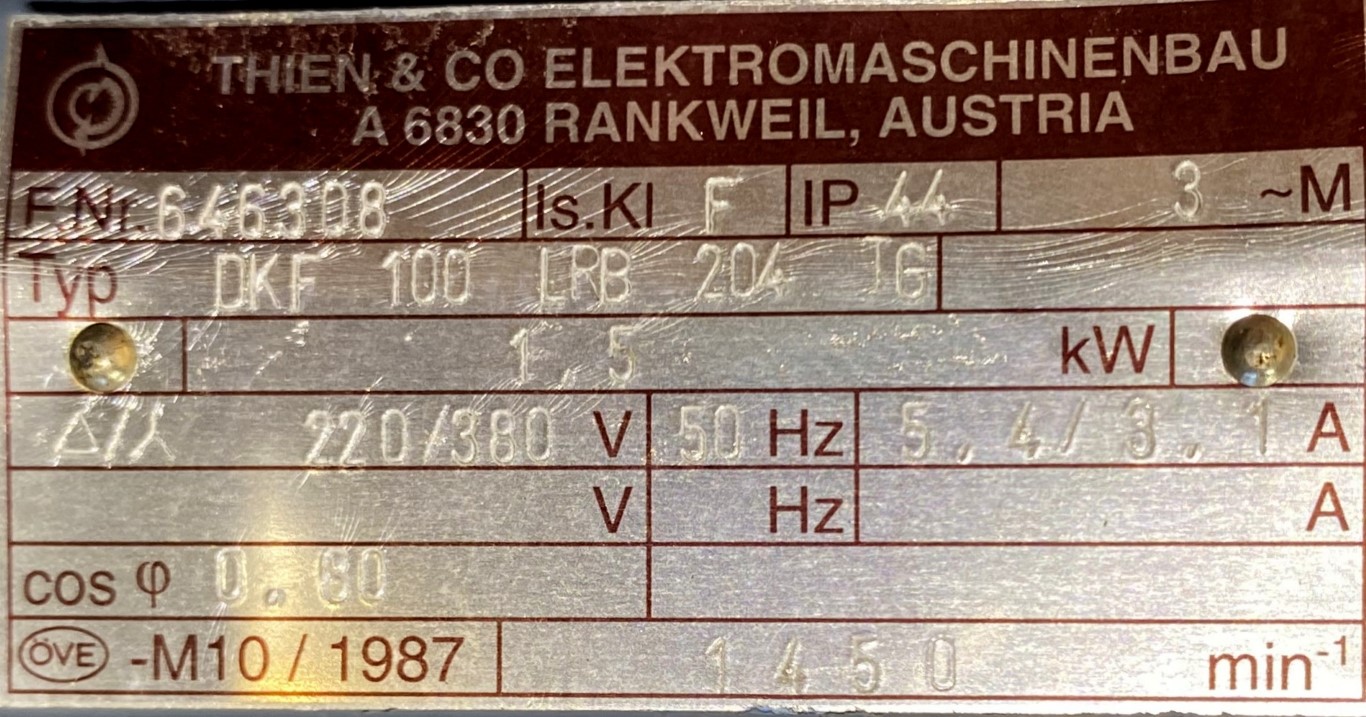 THIEN & CO ELEKTROMASCHINENBAU
A 6830 RANKWEIL, AUSTRIA
F.Nr. 646308 Is.Kl F IP 44 3 ~M
Typ DKF 100 LRB 204 TG
1,5 kW
Δ/⅄ 220/380 V 50 Hz 5,4/3.1 A
V Hz A
cos φ 0.80
ÖVE -M10 / 1987 1450 min⁻¹